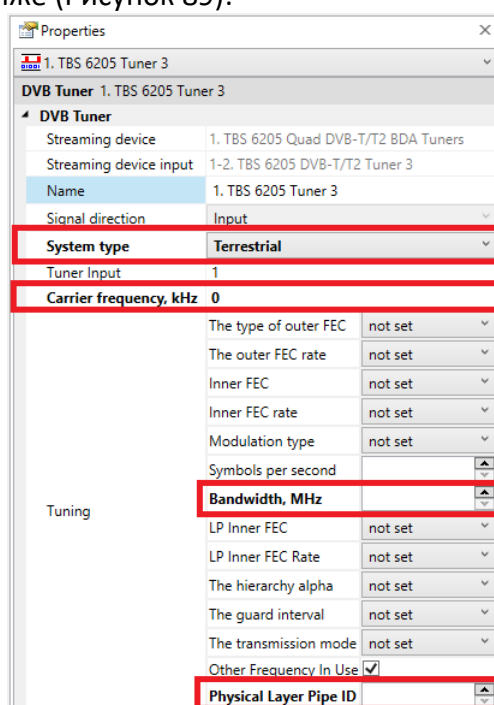 же (Рисунок 89).
Properties
1. TBS 6205 Tuner 3
DVB Tuner 1. TBS 6205 Tuner 3
DVB Tuner
Streaming device 1. TBS 6205 Quad DVB-T/T2 BDA Tuners
Streaming device input 1-2. TBS 6205 DVB-T/T2 Tuner 3
Name 1. TBS 6205 Tuner 3
Signal direction Input
System type Terrestrial
Tuner Input 1
Carrier frequency, kHz 0
The type of outer FEC not set
The outer FEC rate not set
Inner FEC not set
Inner FEC rate not set
Modulation type not set
Symbols per second
Bandwidth, MHz
Tuning
LP Inner FEC not set
LP Inner FEC Rate not set
The hierarchy alpha not set
The guard interval not set
The transmission mode not set
Other Frequency In Use
Physical Layer Pipe ID